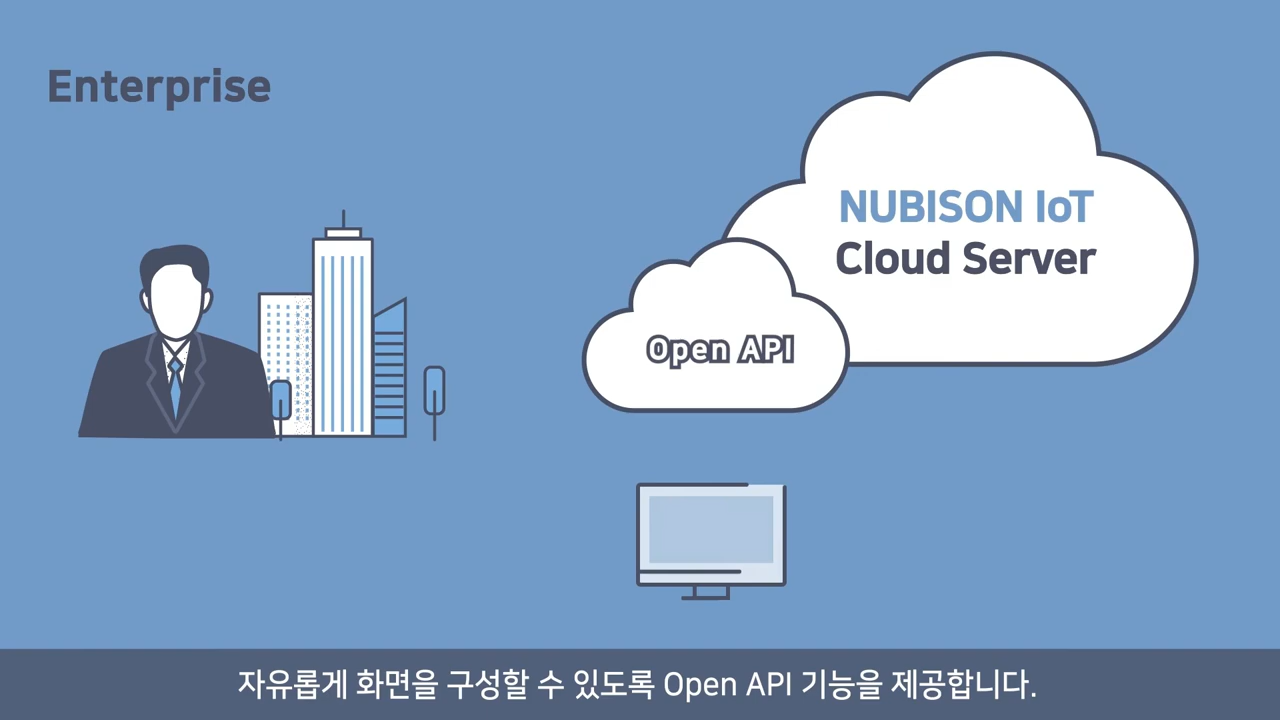 Enterprise
NUBISON IoT
Cloud Server
Open API
자유롭게 화면을 구성할 수 있도록 Open API 기능을 제공합니다.